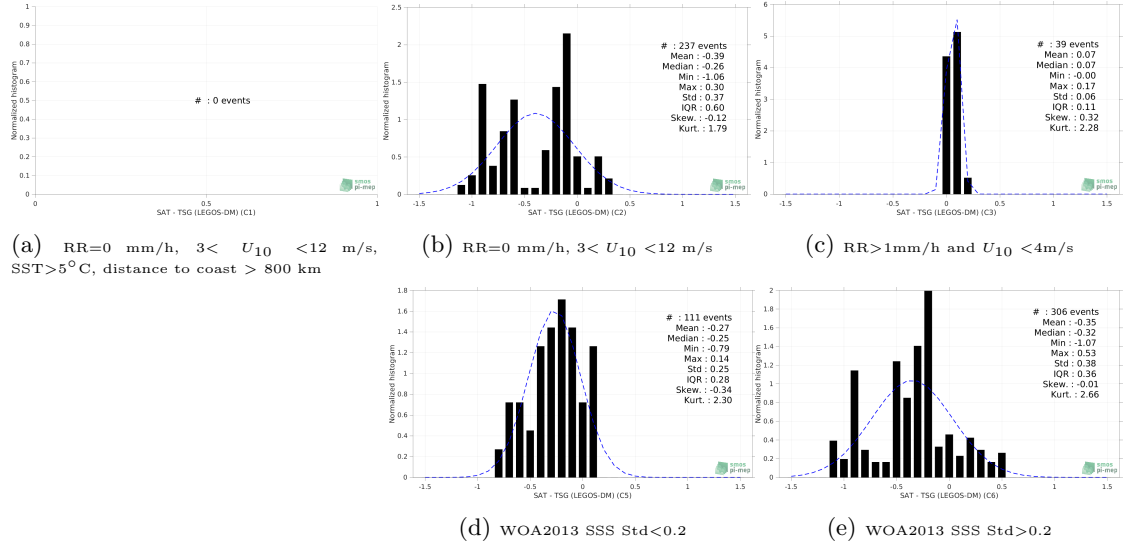 1
0.9
0.8
0.7
0.6
0.5
0.4
0.3
0.2
0.1
0
Normalized histogram
# : 0 events
0 0.5 1
SAT - TSG (LEGOS-DM) (C1)
smos
pi-mep
(a) RR=0 mm/h, 3< U10 <12 m/s,
SST>5°C, distance to coast > 800 km
2.5
2
1.5
1
0.5
0
Normalized histogram
# : 237 events
Mean : -0.39
Median : -0.26
Min : -1.06
Max : 0.30
Std : 0.37
IQR : 0.60
Skew. : -0.12
Kurt. : 1.79
-1.5 -1 -0.5 0 0.5 1 1.5
SAT - TSG (LEGOS-DM) (C2)
smos
pi-mep
(b) RR=0 mm/h, 3< U10 <12 m/s
6
5
4
3
2
1
0
Normalized histogram
# : 39 events
Mean : 0.07
Median : 0.07
Min : -0.00
Max : 0.17
Std : 0.06
IQR : 0.11
Skew. : 0.32
Kurt. : 2.28
-1.5 -1 -0.5 0 0.5 1 1.5
SAT - TSG (LEGOS-DM) (C3)
smos
pi-mep
(c) RR>1mm/h and U10 <4m/s
1.8
1.6
1.4
1.2
1
0.8
0.6
0.4
0.2
0
Normalized histogram
# : 111 events
Mean : -0.27
Median : -0.25
Min : -0.79
Max : 0.14
Std : 0.25
IQR : 0.28
Skew. : -0.34
Kurt. : 2.30
-1.5 -1 -0.5 0 0.5 1 1.5
SAT - TSG (LEGOS-DM) (C5)
smos
pi-mep
(d) WOA2013 SSS Std<0.2
2
1.8
1.6
1.4
1.2
1
0.8
0.6
0.4
0.2
0
Normalized histogram
# : 306 events
Mean : -0.35
Median : -0.32
Min : -1.07
Max : 0.53
Std : 0.38
IQR : 0.36
Skew. : -0.01
Kurt. : 2.66
-1.5 -1 -0.5 0 0.5 1 1.5
SAT - TSG (LEGOS-DM) (C6)
smos
pi-mep
(e) WOA2013 SSS Std>0.2